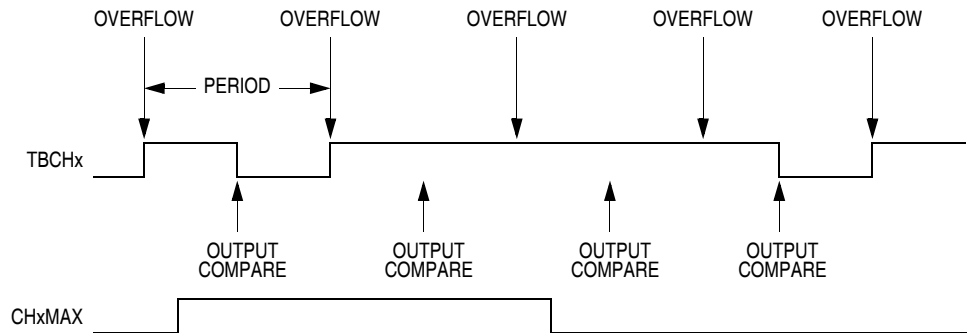 OVERFLOW OVERFLOW OVERFLOW OVERFLOW OVERFLOW
PERIOD
TBCHx
OUTPUT
COMPARE
OUTPUT
COMPARE
OUTPUT
COMPARE
OUTPUT
COMPARE
CHxMAX